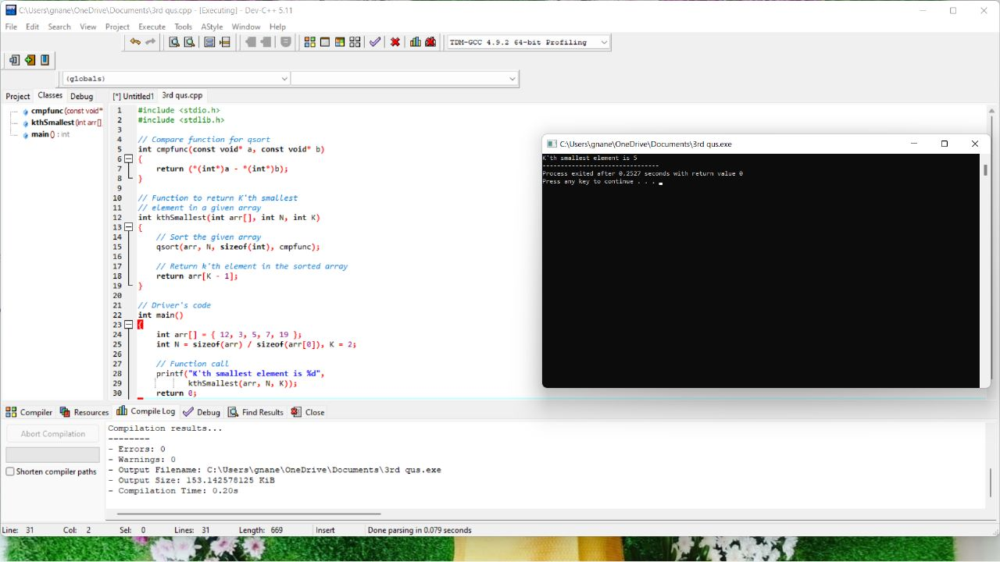 C:\Users\gnane\OneDrive\Documents\3rd qus.cpp - [Executing] - Dev-C++ 5.11
File Edit Search View Project Execute Tools AStyle Window Help
TDM-GCC 4.9.2 64-bit Profiling
(globals)
Project Classes Debug
[*] Untitled1 3rd qus.cpp
cmpfunc (const void*
kthSmallest (int arr[],
main () : int
1 #include <stdio.h>
2 #include <stdlib.h>
3
4 // Compare function for qsort
5 int cmpfunc(const void* a, const void* b)
6 {
7 return (*(int*)a - *(int*)b);
8 }
9
10 // Function to return K'th smallest
11 // element in a given array
12 int kthSmallest(int arr[], int N, int K)
13 {
14 // Sort the given array
15 qsort(arr, N, sizeof(int), cmpfunc);
16
17 // Return k'th element in the sorted array
18 return arr[K - 1];
19 }
20
21 // Driver's code
22 int main()
23 {
24 int arr[] = { 12, 3, 5, 7, 19 };
25 int N = sizeof(arr) / sizeof(arr[0]), K = 2;
26
27 // Function call
28 printf("K'th smallest element is %d",
29 kthSmallest(arr, N, K));
30 return 0;
C:\Users\gnane\OneDrive\Documents\3rd qus.exe
K'th smallest element is 5
--------------------------------
Process exited after 0.2527 seconds with return value 0
Press any key to continue . . .
Compiler Resources Compile Log Debug Find Results Close
Abort Compilation
Shorten compiler paths
Compilation results...
--------
- Errors: 0
- Warnings: 0
- Output Filename: C:\Users\gnane\OneDrive\Documents\3rd qus.exe
- Output Size: 153.142578125 KiB
- Compilation Time: 0.20s
Line: 31 Col: 2 Sel: 0 Lines: 31 Length: 669 Insert Done parsing in 0.079 seconds